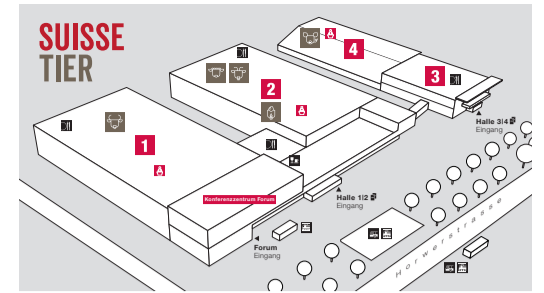 SUISSE
TIER
4
3
2
1
Halle 3|4
Eingang
Konferenzzentrum Forum
Halle 1|2
Eingang
Forum
Eingang
Horwerstrasse